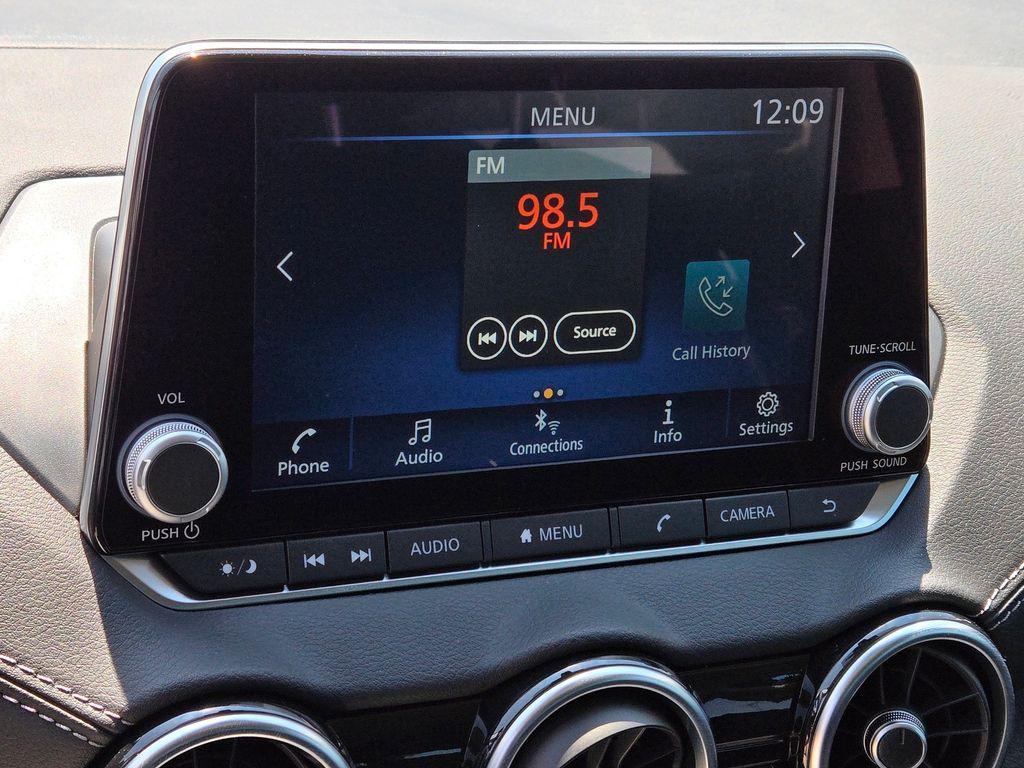 MENU
12:09
FM
98.5
FM
Source
Call History
TUNE·SCROLL
VOL
Phone
Audio
Connections
Info
Settings
PUSH SOUND
PUSH
AUDIO
MENU
CAMERA